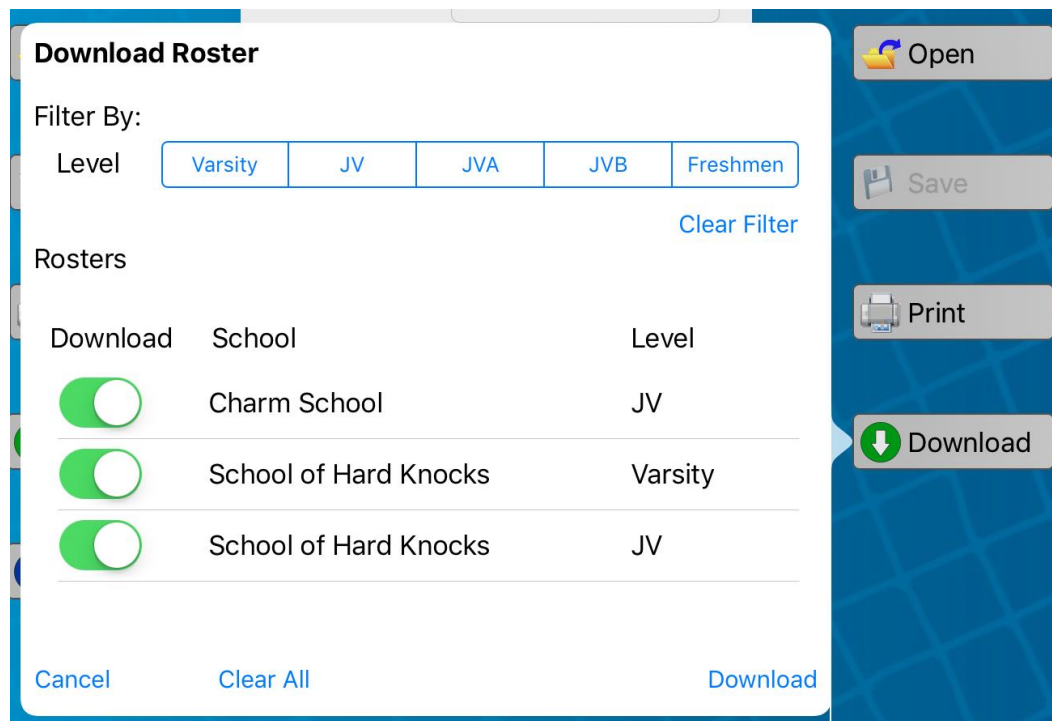 Download Roster
Open
Filter By:
Level Varsity JV JVA JVB Freshmen
Save
Clear Filter
Rosters
Print
Download School Level
Charm School JV
Download
School of Hard Knocks Varsity
School of Hard Knocks JV
Cancel Clear All Download